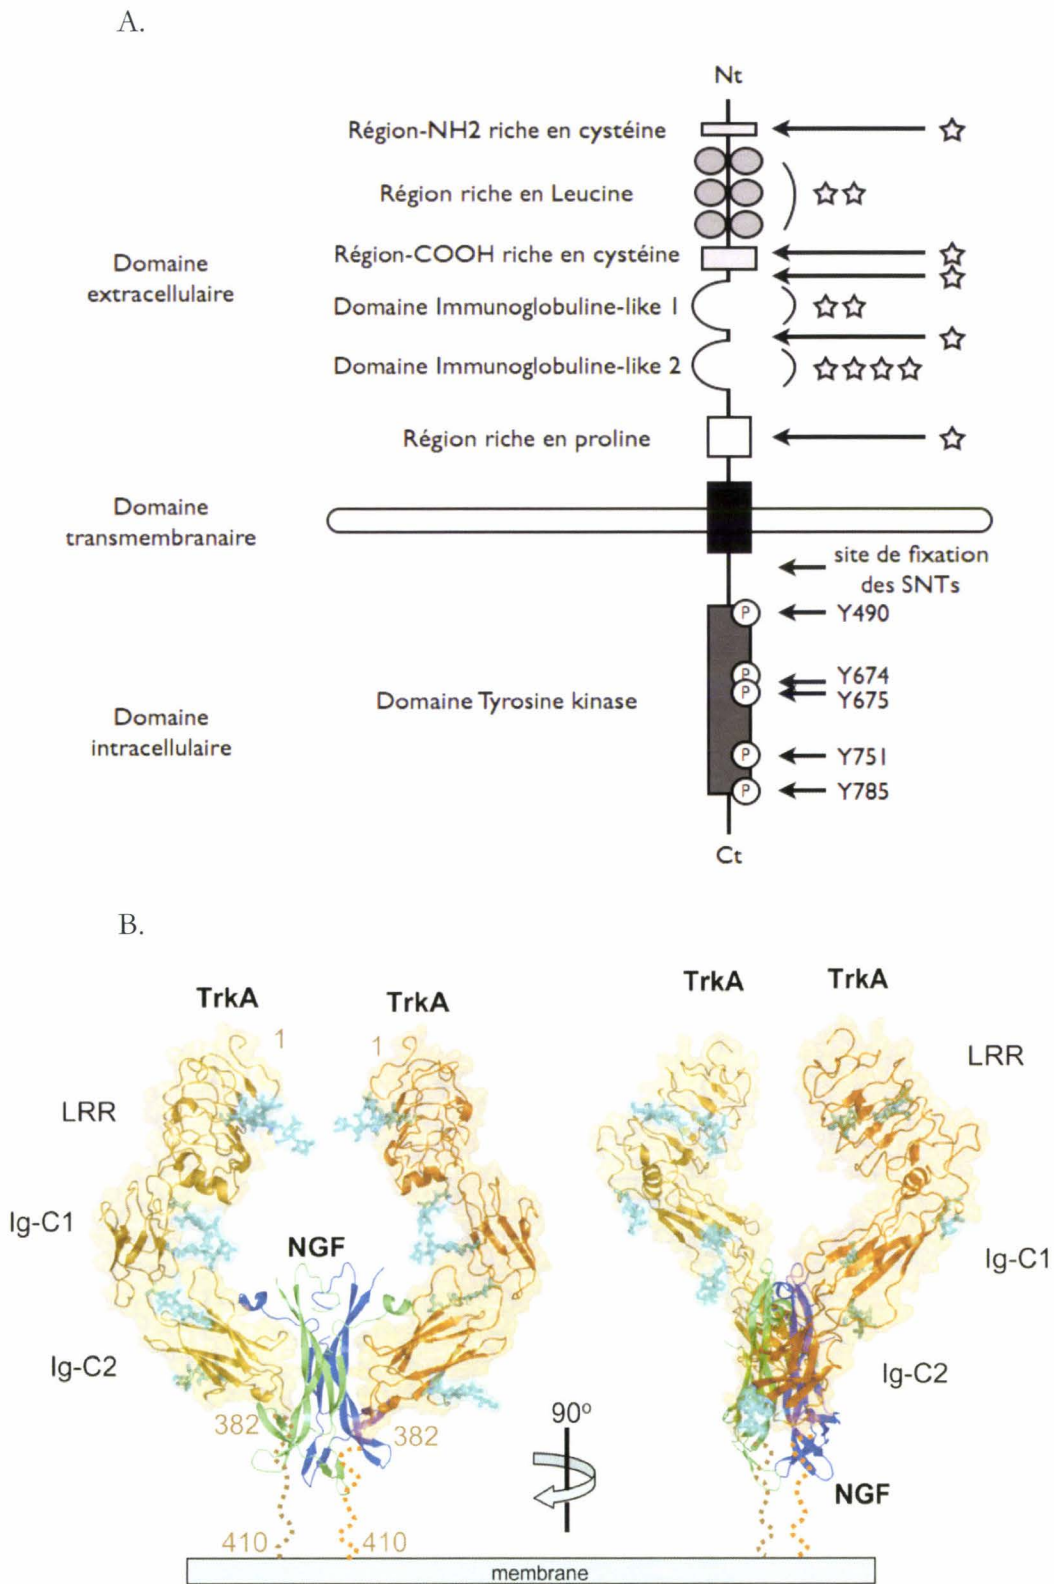 A.
Nt
Région-NH2 riche en cystéine
Région riche en Leucine
Région-COOH riche en cystéine
Domaine
extracellulaire
Domaine Immunoglobuline-like 1
Domaine Immunoglobuline-like 2
Région riche en proline
Domaine
transmembranaire
site de fixation
des SNTs
P
Y490
P
Y674
P
Y675
Domaine Tyrosine kinase
Domaine
intracellulaire
P
Y751
P
Y785
Ct
B.
TrkA
TrkA
1
1
LRR
Ig-C1
NGF
Ig-C2
382
382
410
410
90°
TrkA
TrkA
LRR
Ig-C1
Ig-C2
NGF
membrane